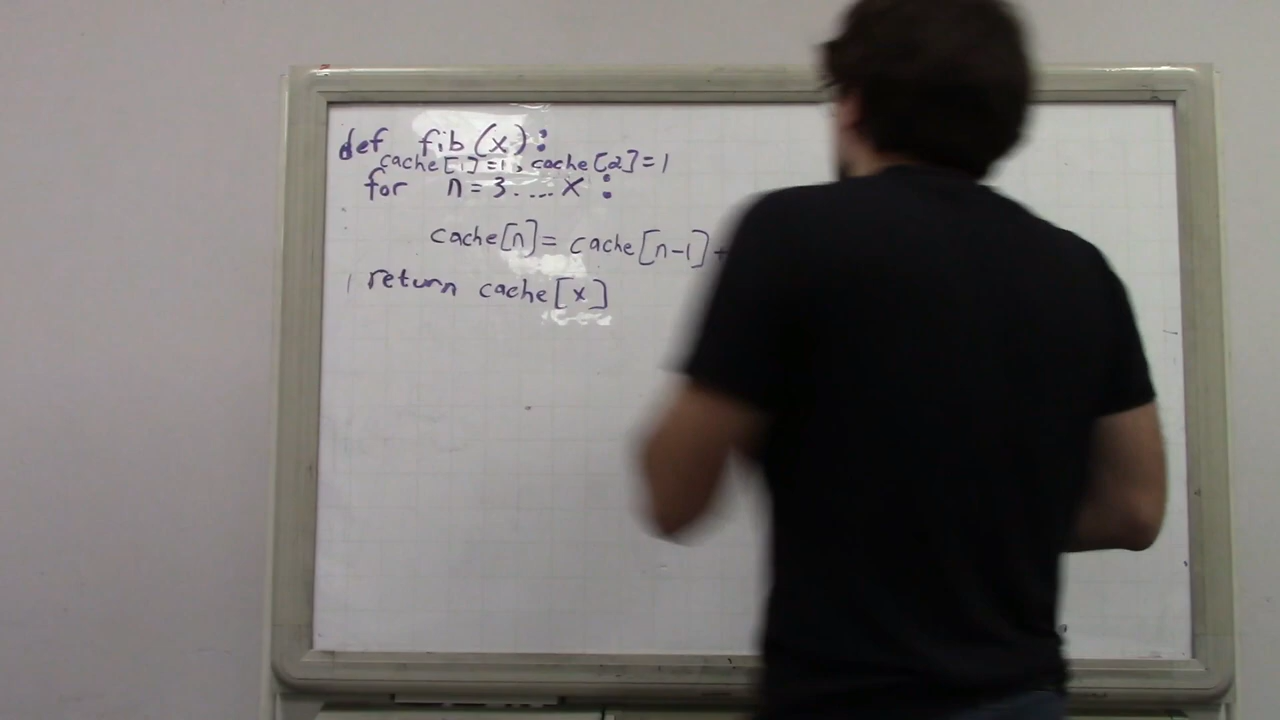 def fib(x):
cache[1]=1, cache[2]=1
for n=3....x:
cache[n]= cache[n-1] +
return cache[x]